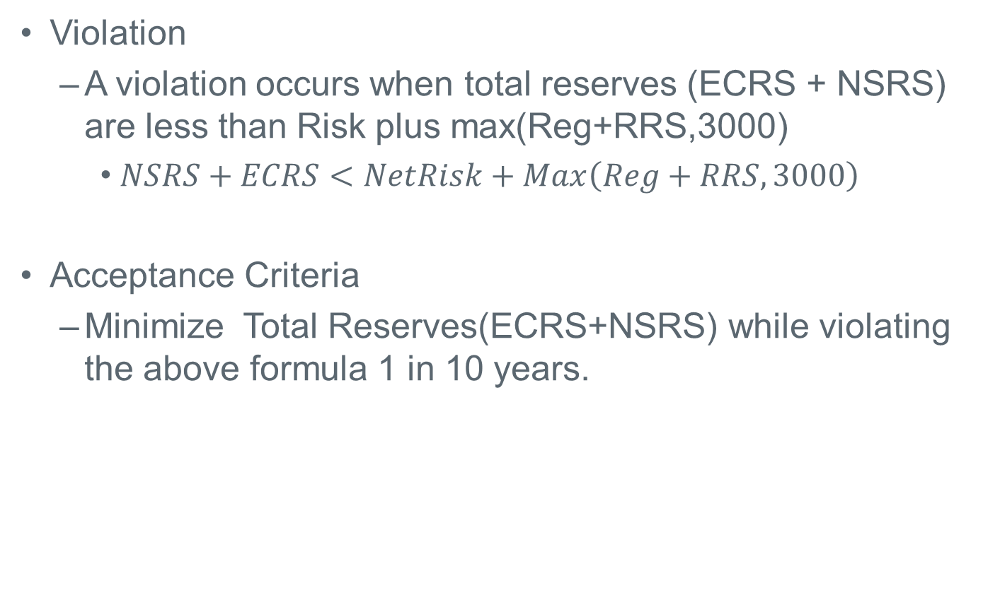 • Violation
– A violation occurs when total reserves (ECRS + NSRS)
are less than Risk plus max(Reg+RRS,3000)
• NSRS + ECRS < NetRisk + Max(Reg + RRS, 3000)
• Acceptance Criteria
– Minimize  Total Reserves(ECRS+NSRS) while violating
the above formula 1 in 10 years.